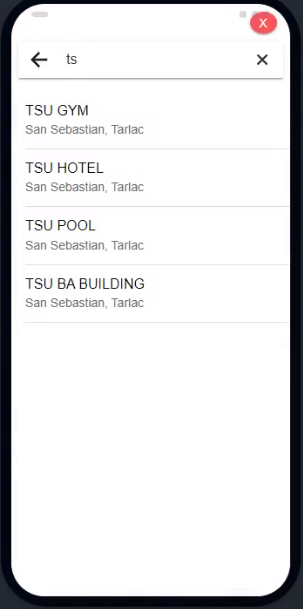 X
ts
TSU GYM
San Sebastian, Tarlac
TSU HOTEL
San Sebastian, Tarlac
TSU POOL
San Sebastian, Tarlac
TSU BA BUILDING
San Sebastian, Tarlac